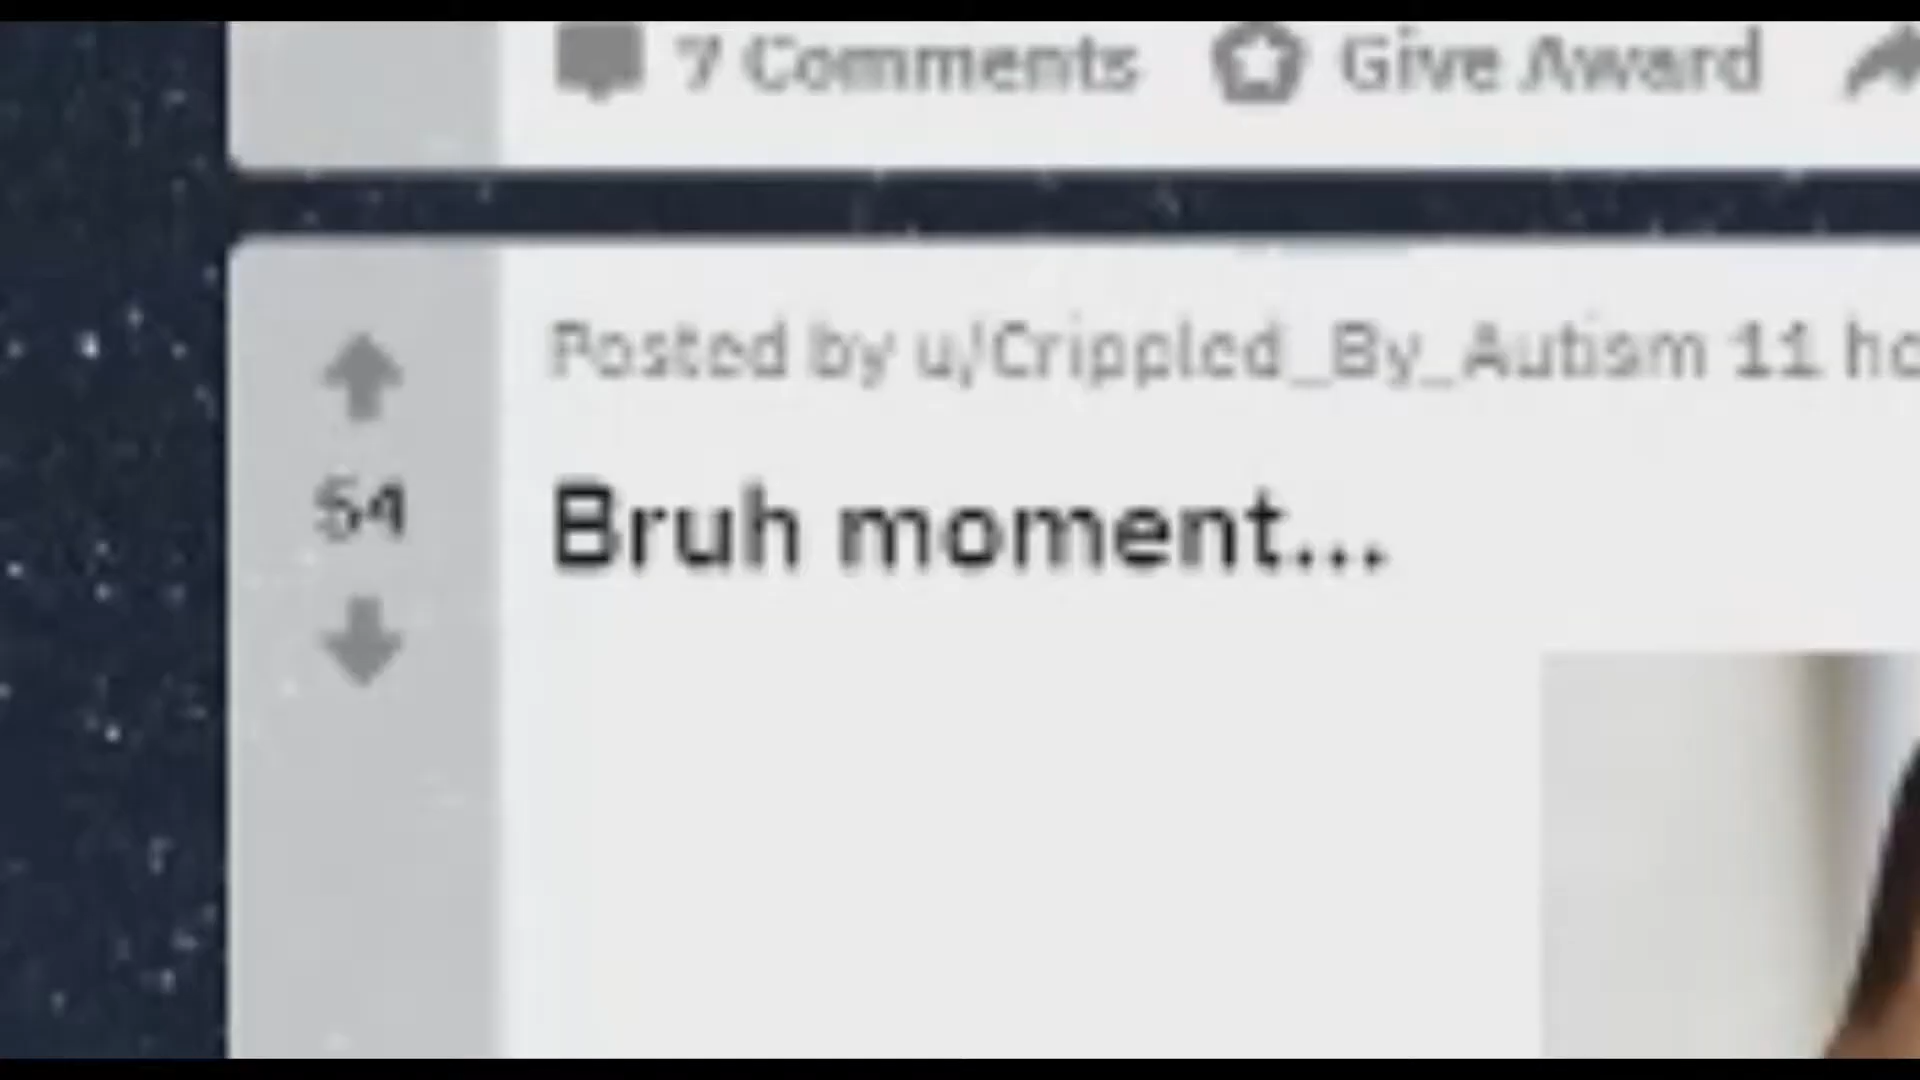 7 Comments Give Award
Posted by u/Crippled_By_Autism 11
54
Bruh moment...